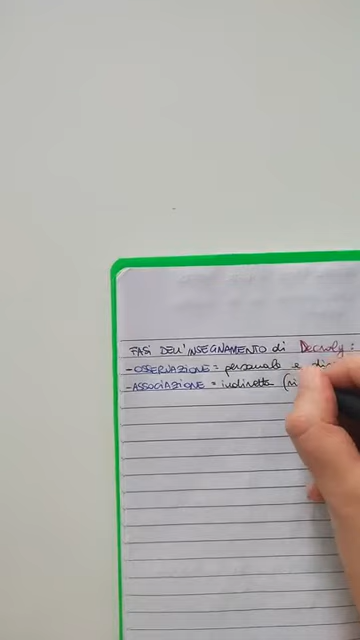 FASI DELL'INSEGNAMENTO di Decroly:
-OSSERVAZIONE = personale e
-ASSOCIAZIONE = indiretta